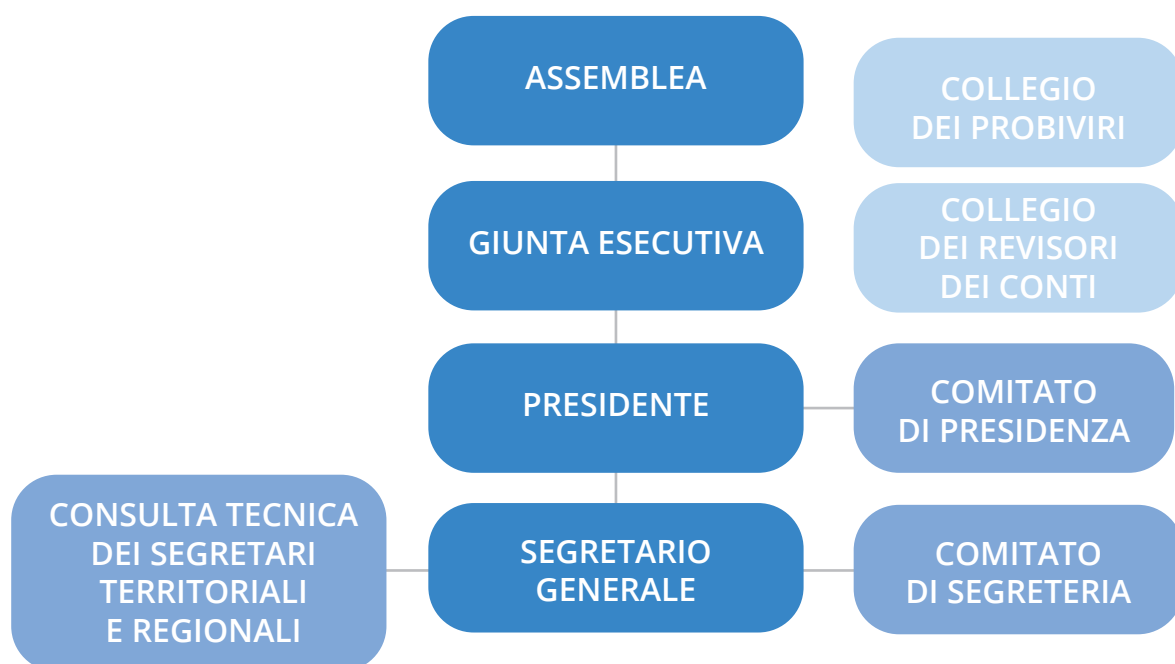 ASSEMBLEA
COLLEGIO
DEI PROBIVIRI
GIUNTA ESECUTIVA
COLLEGIO
DEI REVISORI
DEI CONTI
PRESIDENTE
COMITATO
DI PRESIDENZA
CONSULTA TECNICA
DEI SEGRETARI
TERRITORIALI
E REGIONALI
SEGRETARIO
GENERALE
COMITATO
DI SEGRETERIA